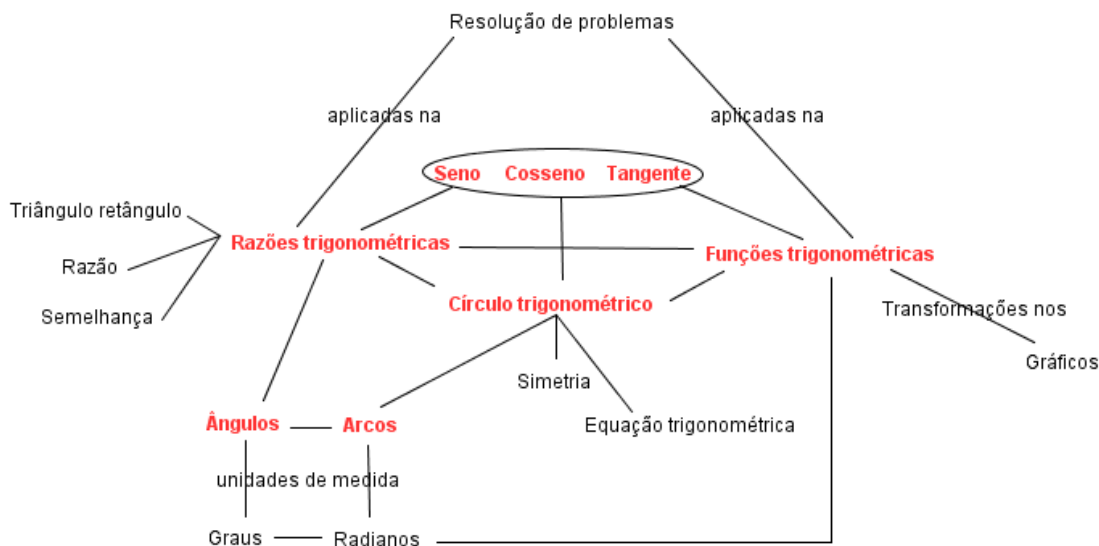 Resolução de problemas
aplicadas na
aplicadas na
Seno Cosseno Tangente
Triângulo retângulo
Razões trigonométricas
Funções trigonométricas
Razão
Círculo trigonométrico
Semelhança
Transformações nos
Gráficos
Simetria
Ângulos
Arcos
Equação trigonométrica
unidades de medida
Graus
Radianos